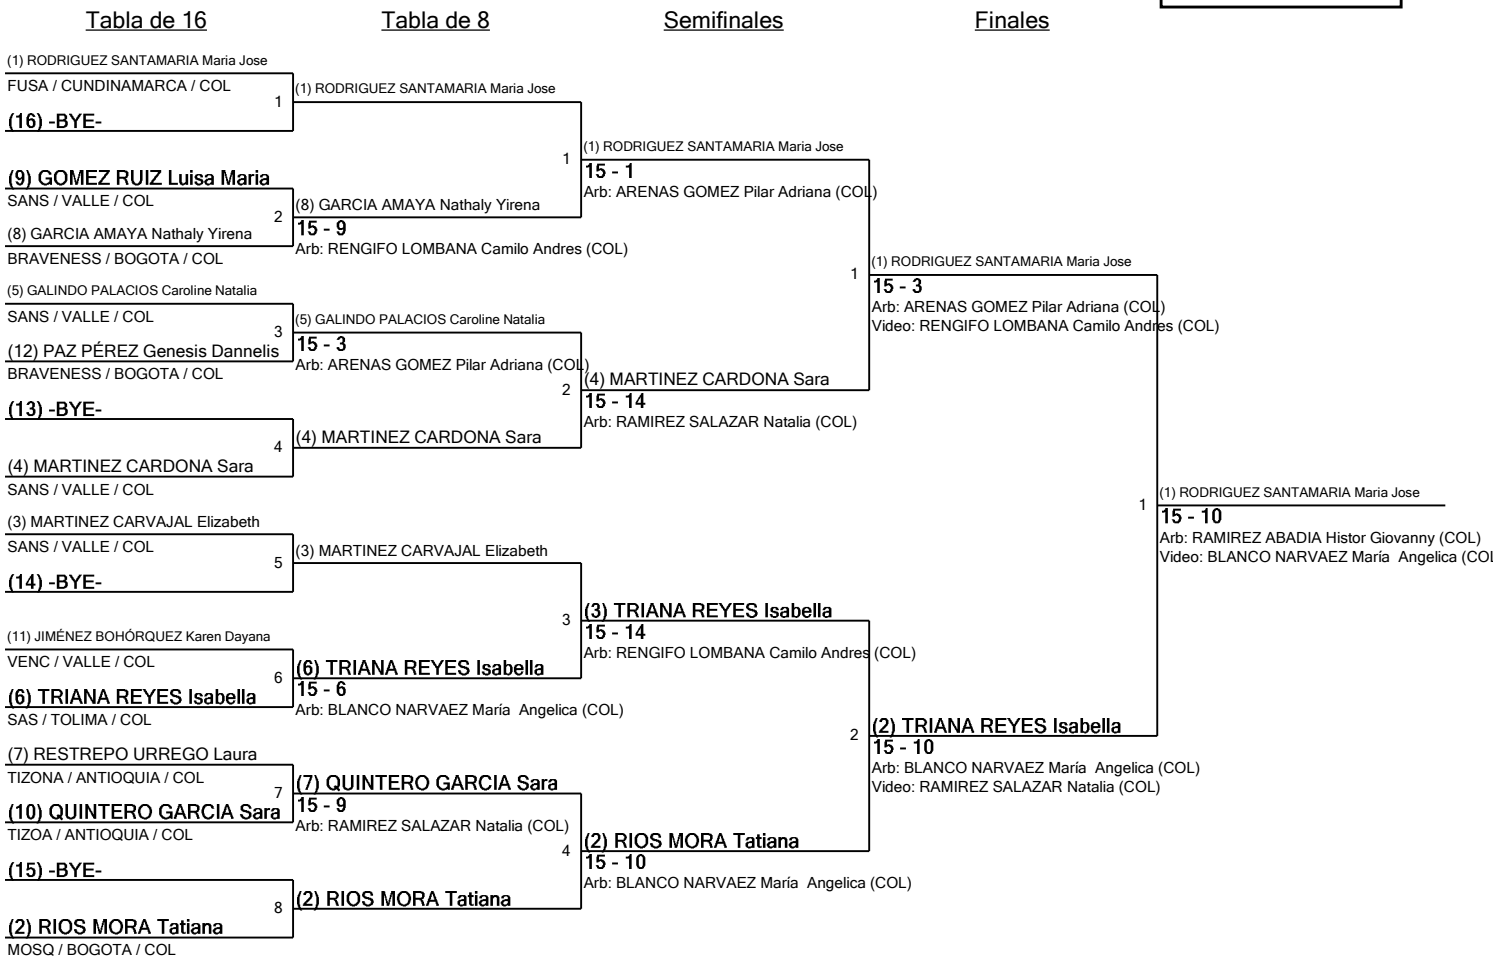 Tabla de 16
Tabla de 8
Semifinales
Finales
(1) RODRIGUEZ SANTAMARIA Maria Jose
FUSA / CUNDINAMARCA / COL
1
(16) -BYE-
(9) GOMEZ RUIZ Luisa Maria
SANS / VALLE / COL
2
(8) GARCIA AMAYA Nathaly Yirena
BRAVENESS / BOGOTA / COL
(5) GALINDO PALACIOS Caroline Natalia
SANS / VALLE / COL
3
(12) PAZ PÉREZ Genesis Dannelis
BRAVENESS / BOGOTA / COL
(13) -BYE-
4
(4) MARTINEZ CARDONA Sara
SANS / VALLE / COL
(3) MARTINEZ CARVAJAL Elizabeth
SANS / VALLE / COL
5
(14) -BYE-
(11) JIMÉNEZ BOHÓRQUEZ Karen Dayana
VENC / VALLE / COL
6
(6) TRIANA REYES Isabella
SAS / TOLIMA / COL
(7) RESTREPO URREGO Laura
TIZONA / ANTIOQUIA / COL
7
(10) QUINTERO GARCIA Sara
TIZOA / ANTIOQUIA / COL
(15) -BYE-
8
(2) RIOS MORA Tatiana
MOSQ / BOGOTA / COL
(1) RODRIGUEZ SANTAMARIA Maria Jose
1
(8) GARCIA AMAYA Nathaly Yirena
15 - 9
Arb: RENGIFO LOMBANA Camilo Andres (COL)
(5) GALINDO PALACIOS Caroline Natalia
15 - 3
Arb: ARENAS GOMEZ Pilar Adriana (COL)
2
(4) MARTINEZ CARDONA Sara
(3) MARTINEZ CARVAJAL Elizabeth
3
(6) TRIANA REYES Isabella
15 - 6
Arb: BLANCO NARVAEZ María  Angelica (COL)
(7) QUINTERO GARCIA Sara
15 - 9
Arb: RAMIREZ SALAZAR Natalia (COL)
4
(2) RIOS MORA Tatiana
(1) RODRIGUEZ SANTAMARIA Maria Jose
15 - 1
Arb: ARENAS GOMEZ Pilar Adriana (COL)
1
(4) MARTINEZ CARDONA Sara
15 - 14
Arb: RAMIREZ SALAZAR Natalia (COL)
(3) TRIANA REYES Isabella
15 - 14
Arb: RENGIFO LOMBANA Camilo Andres (COL)
2
(2) RIOS MORA Tatiana
15 - 10
Arb: BLANCO NARVAEZ María  Angelica (COL)
(1) RODRIGUEZ SANTAMARIA Maria Jose
15 - 3
Arb: ARENAS GOMEZ Pilar Adriana (COL)
Video: RENGIFO LOMBANA Camilo Andres (COL)
1
(2) TRIANA REYES Isabella
15 - 10
Arb: BLANCO NARVAEZ María  Angelica (COL)
Video: RAMIREZ SALAZAR Natalia (COL)
(1) RODRIGUEZ SANTAMARIA Maria Jose
15 - 10
Arb: RAMIREZ ABADIA Histor Giovanny (COL)
Video: BLANCO NARVAEZ María  Angelica (COL